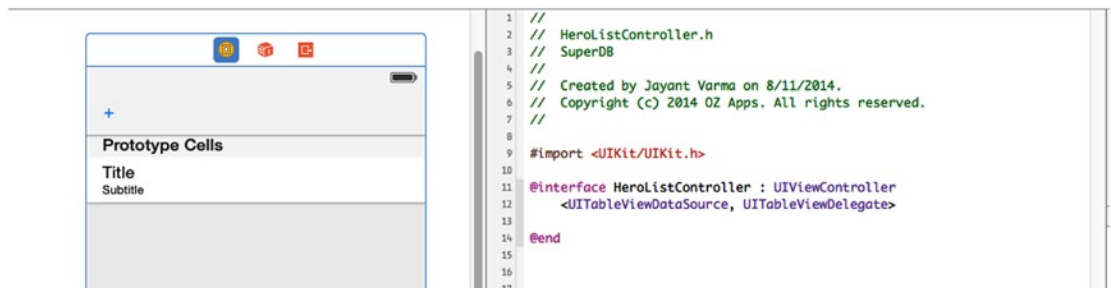 +
Prototype Cells
Title
Subtitle
1 //
2 //  HeroListController.h
3 //  SuperDB
4 //
5 //  Created by Jayant Varma on 8/11/2014.
6 //  Copyright (c) 2014 OZ Apps. All rights reserved.
7 //
8
9 #import <UIKit/UIKit.h>
10
11 @interface HeroListController : UIViewController
12     <UITableViewDataSource, UITableViewDelegate>
13
14 @end
15
16